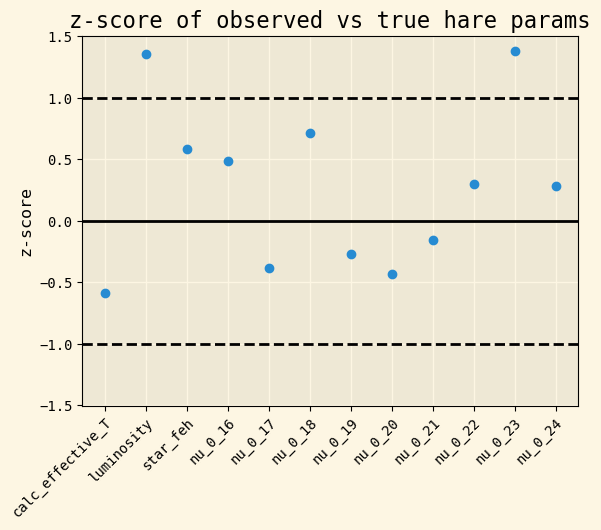 z-score of observed vs true hare params
z-score
1.5
1.0
0.5
0.0
−0.5
−1.0
−1.5
calc_effective_T
luminosity
star_feh
nu_0_16
nu_0_17
nu_0_18
nu_0_19
nu_0_20
nu_0_21
nu_0_22
nu_0_23
nu_0_24